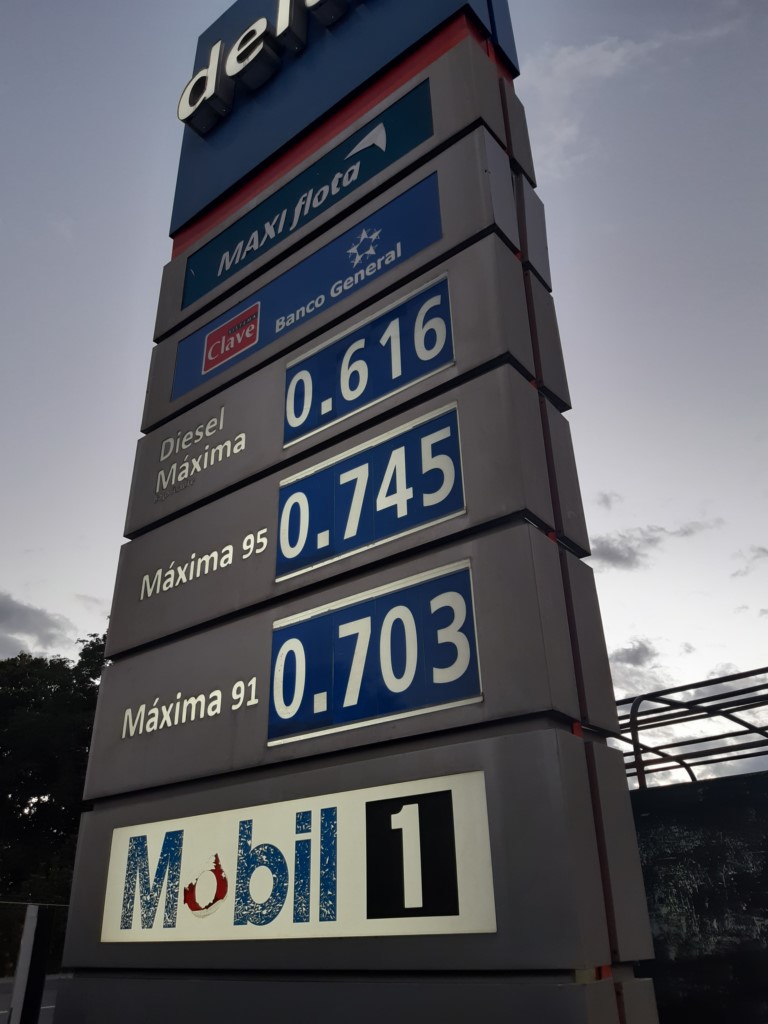 del
MAXI flota
Clave
Banco General
Diesel
Máxima
0.616
Máxima 95
0.745
Máxima 91
0.703
Mobil 1